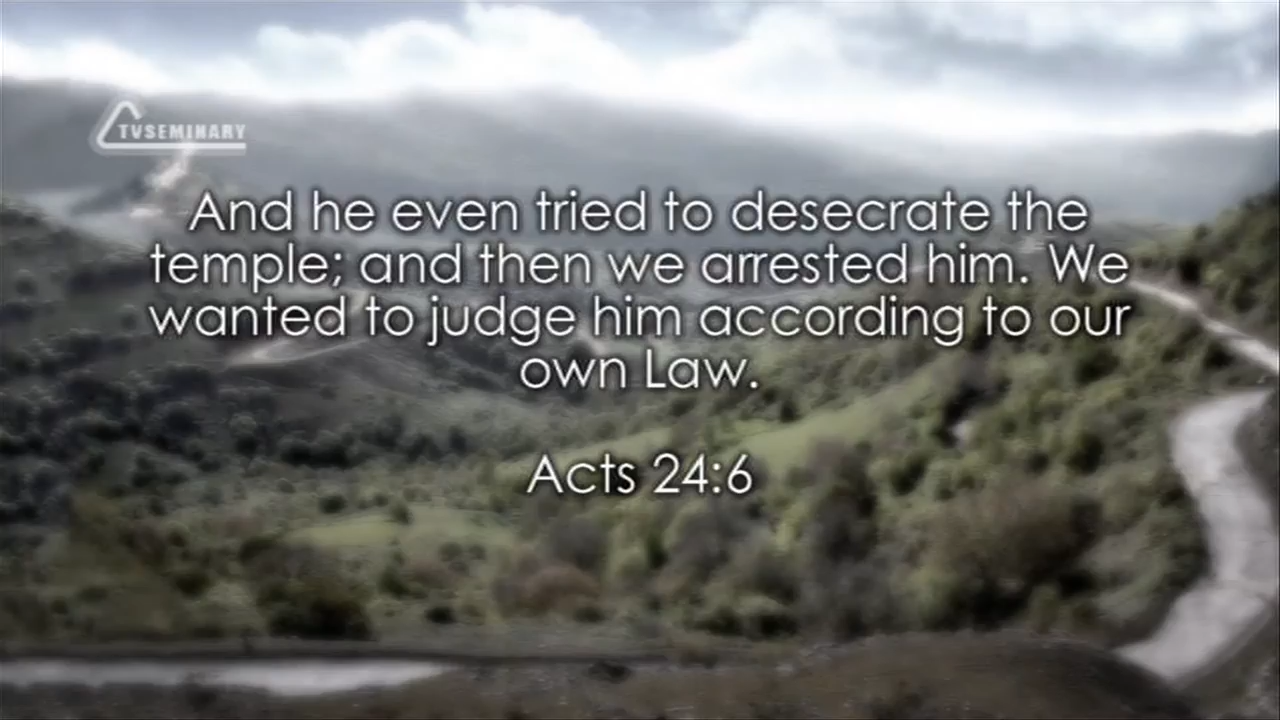 TVSEMINARY
And he even tried to desecrate the
temple; and then we arrested him. We
wanted to judge him according to our
own Law.
Acts 24:6